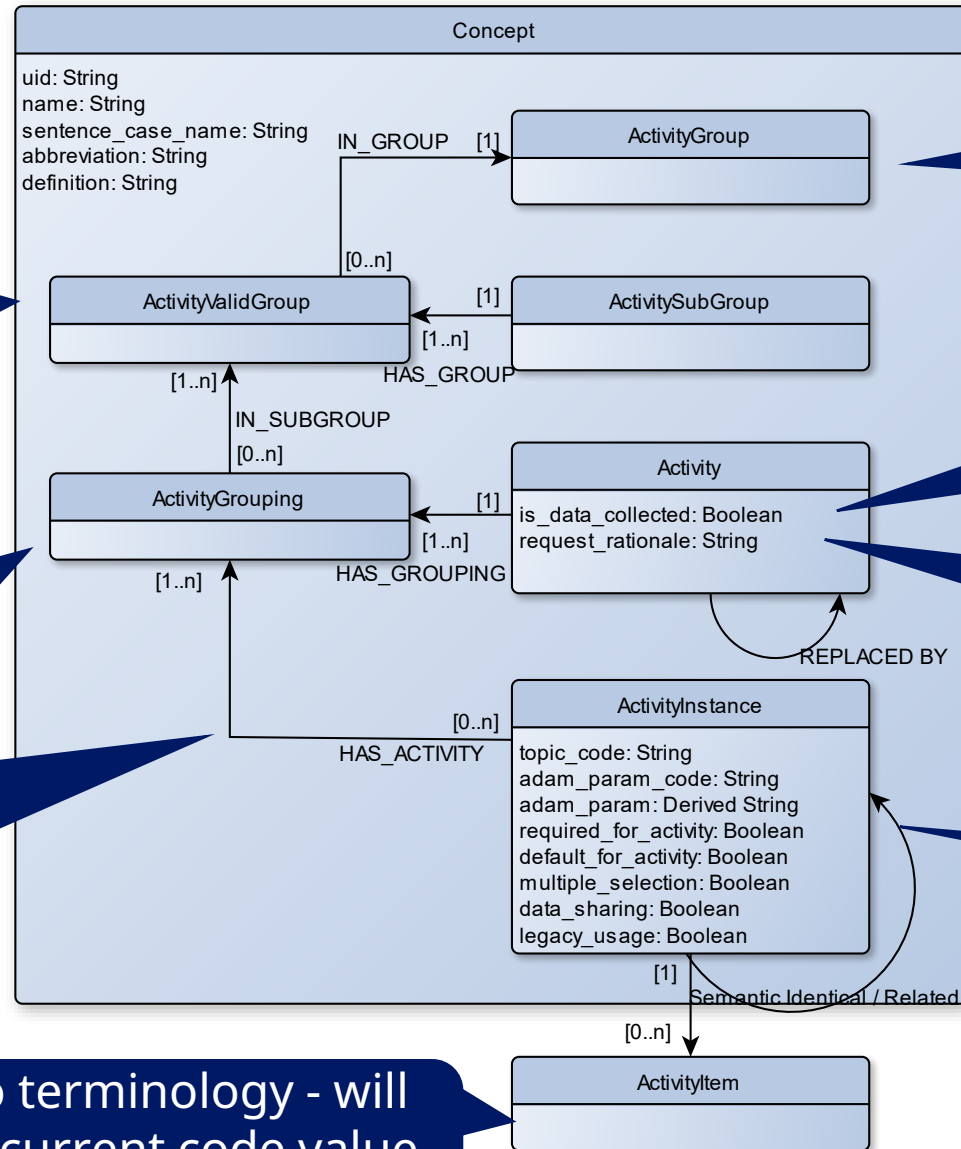 Concept
uid: String
name: String
sentence_case_name: String
abbreviation: String
definition: String
IN_GROUP
[1]
ActivityGroup
[0..n]
ActivityValidGroup
[1]
ActivitySubGroup
[1..n]
HAS_GROUP
[1..n]
IN_SUBGROUP
[0..n]
ActivityGrouping
[1]
Activity
is_data_collected: Boolean
request_rationale: String
[1..n]
HAS_GROUPING
[1..n]
REPLACED BY
ActivityInstance
[0..n]
HAS_ACTIVITY
topic_code: String
adam_param_code: String
adam_param: Derived String
required_for_activity: Boolean
default_for_activity: Boolean
multiple_selection: Boolean
data_sharing: Boolean
legacy_usage: Boolean
[1]
Semantic Identical / Related
[0..n]
ActivityItem
terminology - will
current code value